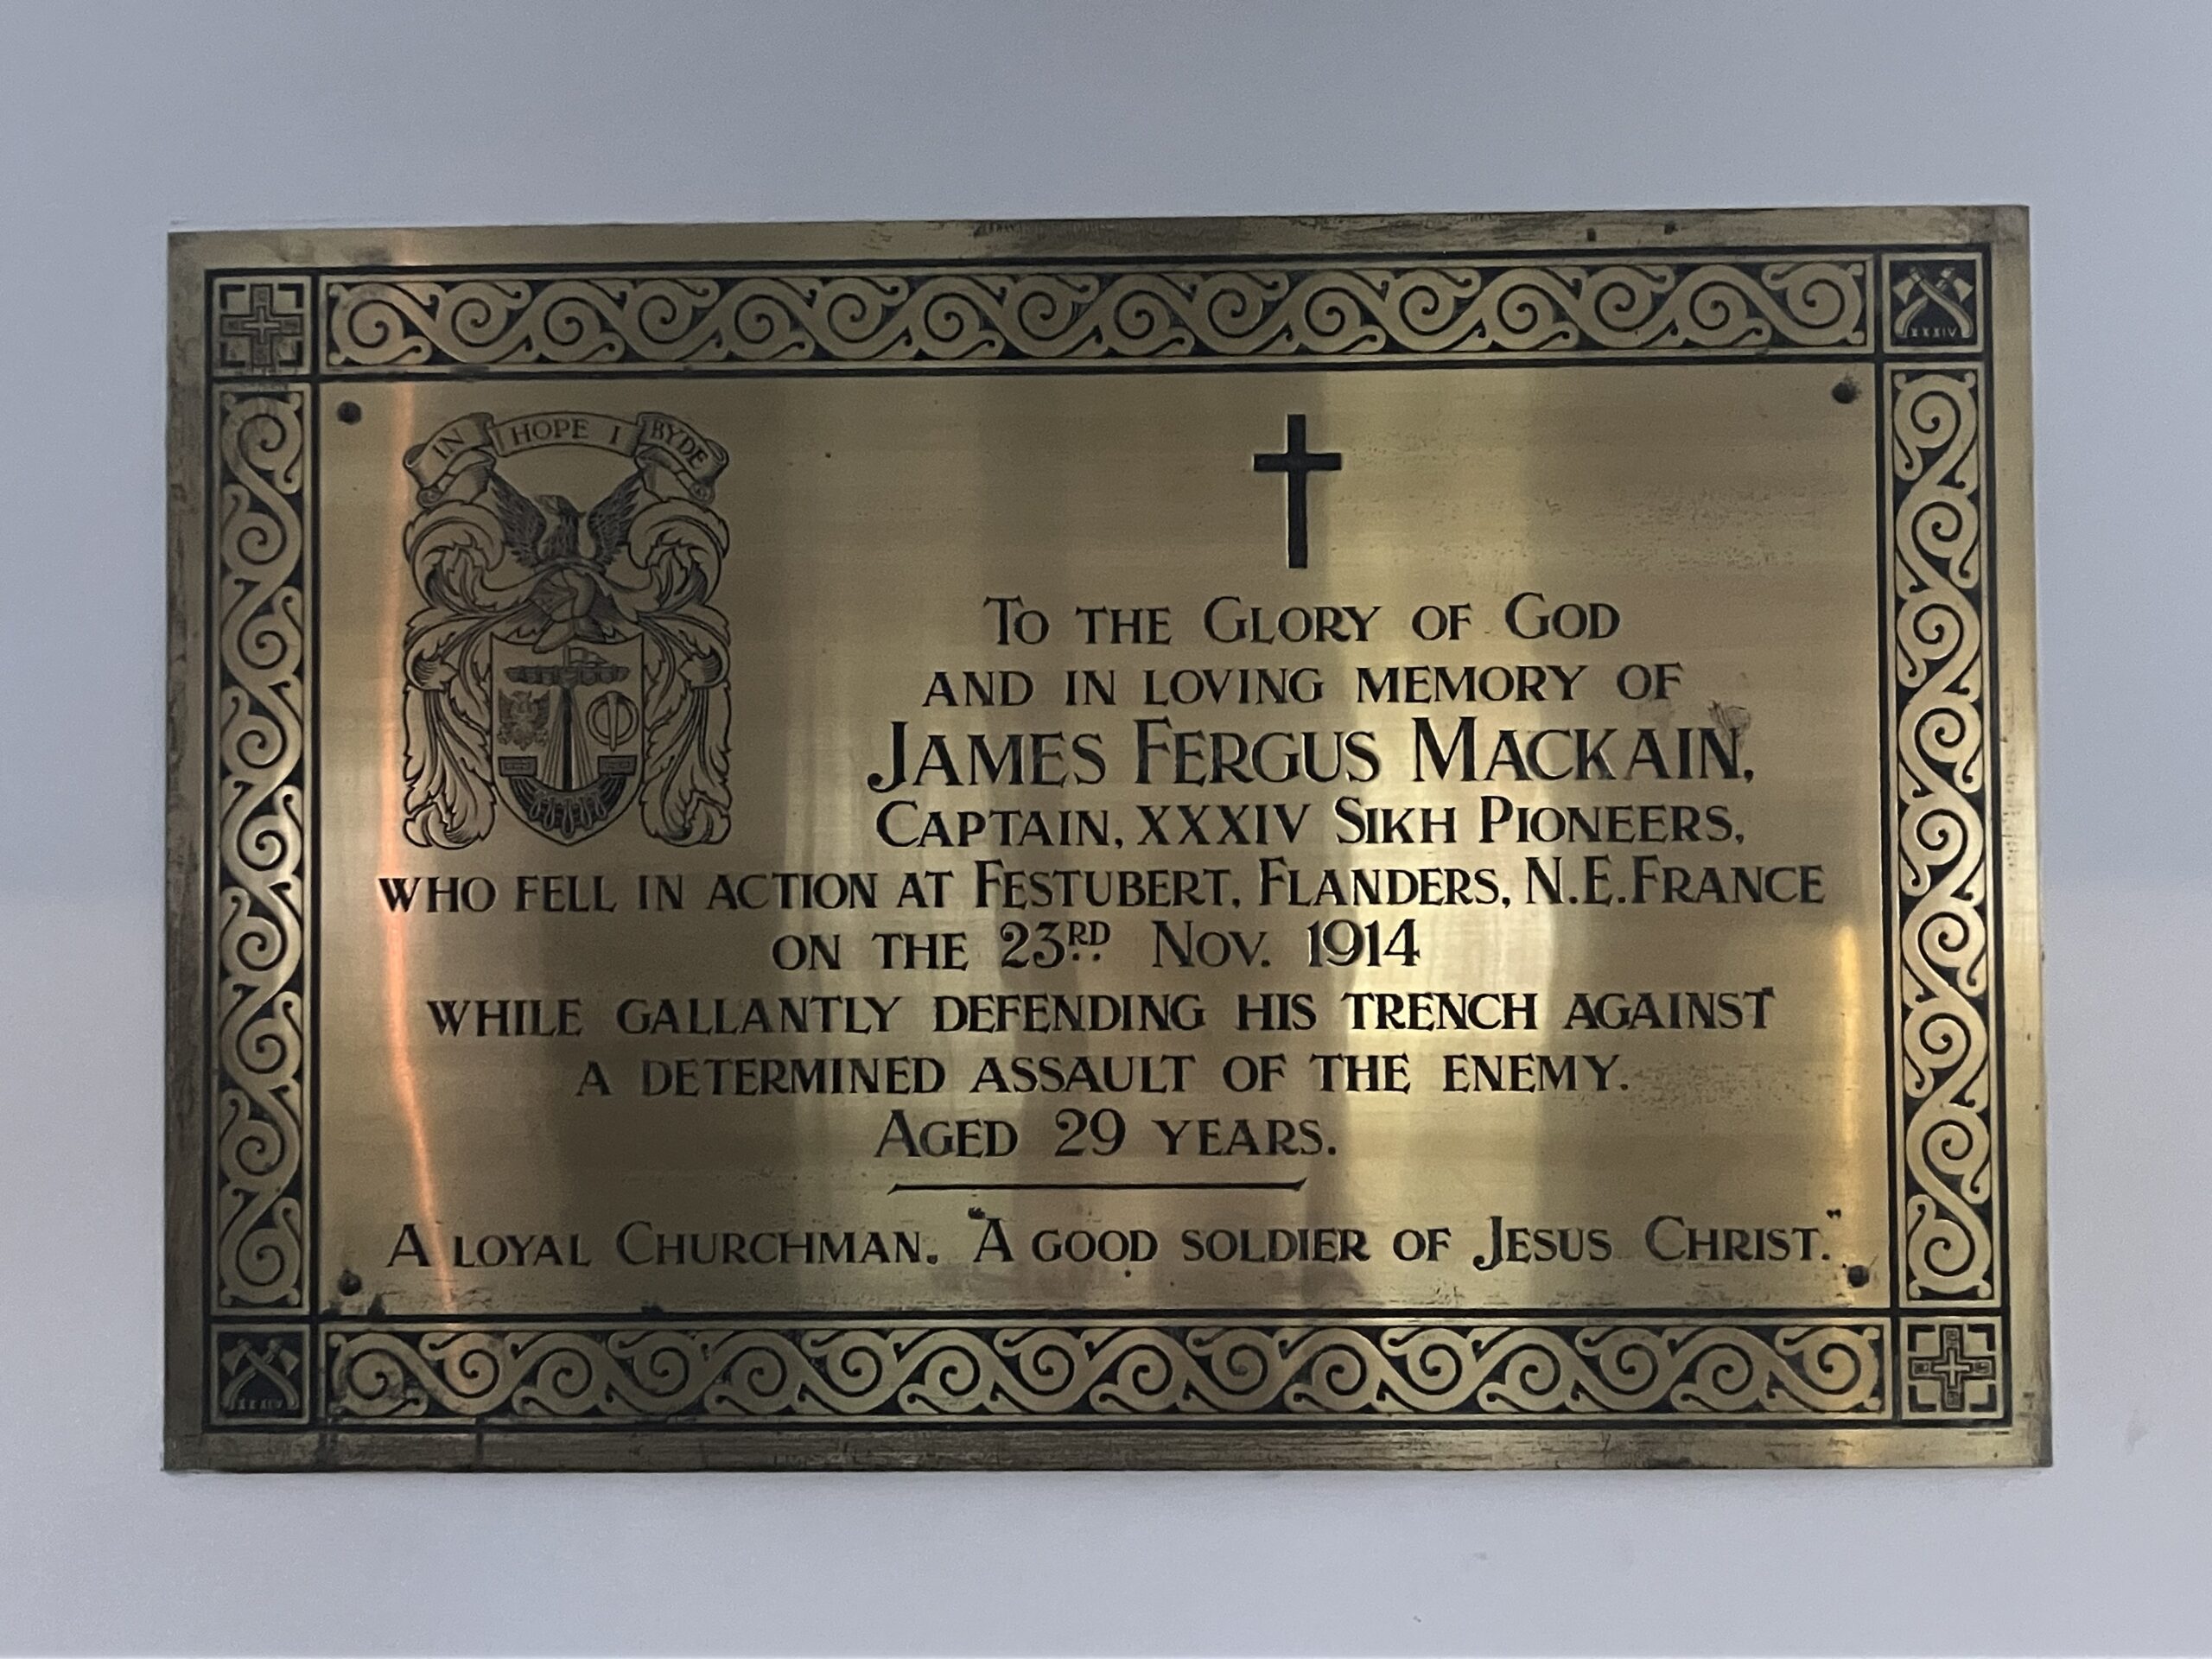 IN HOPE I BYDE
XXXIV
TO THE GLORY OF GOD
AND IN LOVING MEMORY OF
JAMES FERGUS MACKAIN,
CAPTAIN, XXXIV SIKH PIONEERS,
WHO FELL IN ACTION AT FESTUBERT, FLANDERS, N.E. FRANCE
ON THE 23RD NOV. 1914
WHILE GALLANTLY DEFENDING HIS TRENCH AGAINST
A DETERMINED ASSAULT OF THE ENEMY.
AGED 29 YEARS.
A LOYAL CHURCHMAN. "A GOOD SOLDIER OF JESUS CHRIST."
XXXIV